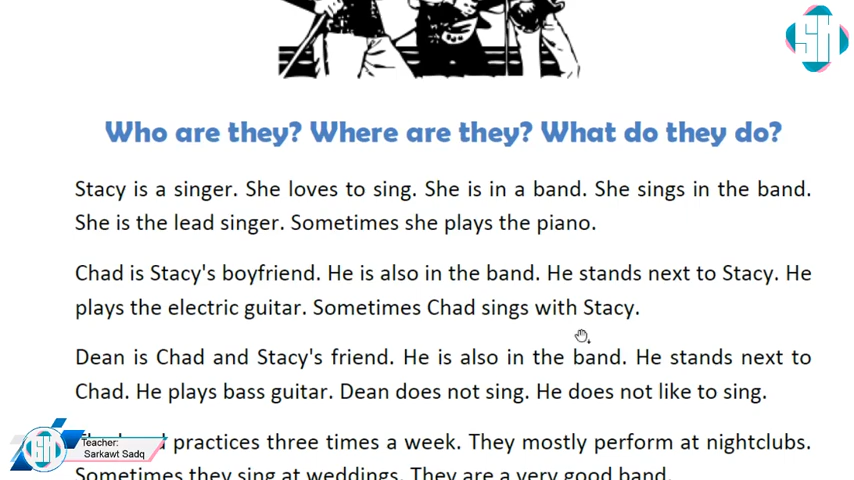 SH
Who are they? Where are they? What do they do?
Stacy is a singer. She loves to sing. She is in a band. She sings in the band.
She is the lead singer. Sometimes she plays the piano.
Chad is Stacy's boyfriend. He is also in the band. He stands next to Stacy. He
plays the electric guitar. Sometimes Chad sings with Stacy.
Dean is Chad and Stacy's friend. He is also in the band. He stands next to
Chad. He plays bass guitar. Dean does not sing. He does not like to sing.
practices three times a week. They mostly perform at nightclubs.
Sometimes they sing at weddings. They are a very good band.
SH
Teacher:
Sarkawt Sadq